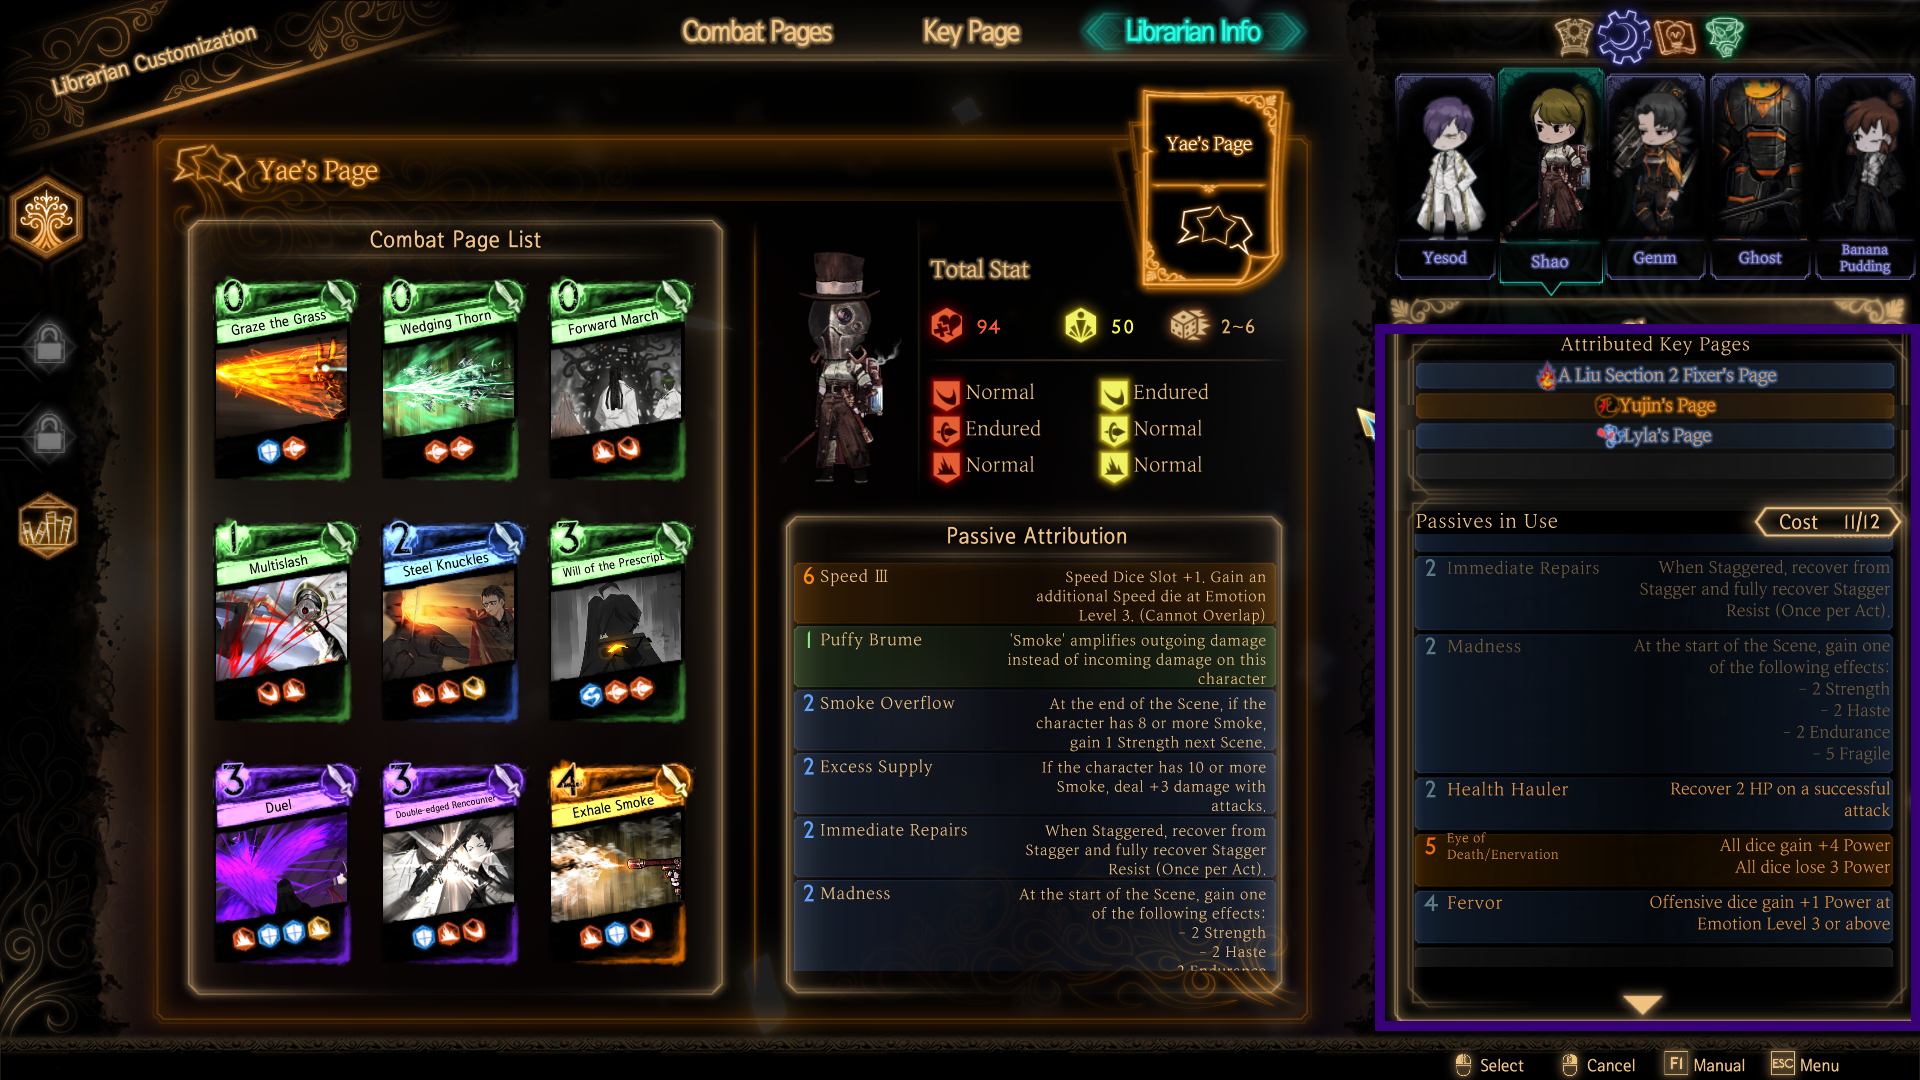 Librarian Customization
Combat Pages
Key Page
Librarian Info
Yae's Page
Yae's Page
Combat Page List
0
Graze the Grass
0
Wedging Thorn
0
Forward March
1
Multislash
2
Steel Knuckles
3
Will of the Prescript
3
Duel
3
Double-edged Rencounter
4
Exhale Smoke
Total Stat
94
50
2~6
Normal
Endured
Endured
Normal
Normal
Normal
Passive Attribution
6 Speed III
Speed Dice Slot +1. Gain an
additional Speed die at Emotion
Level 3. (Cannot Overlap)
1 Puffy Brume
'Smoke' amplifies outgoing damage
instead of incoming damage on this
character
2 Smoke Overflow
At the end of the Scene, if the
character has 8 or more Smoke,
gain 1 Strength next Scene.
2 Excess Supply
If the character has 10 or more
Smoke, deal +3 damage with
attacks.
2 Immediate Repairs
When Staggered, recover from
Stagger and fully recover Stagger
Resist (Once per Act).
2 Madness
At the start of the Scene, gain one
of the following effects:
- 2 Strength
- 2 Haste
2 Endurance
Yesod
Shao
Genm
Ghost
Banana
Pudding
Attributed Key Pages
A Liu Section 2 Fixer's Page
Yujin's Page
Lyla's Page
Passives in Use
Cost 11/12
2 Immediate Repairs
When Staggered, recover from
Stagger and fully recover Stagger
Resist (Once per Act).
2 Madness
At the start of the Scene, gain one
of the following effects:
- 2 Strength
- 2 Haste
- 2 Endurance
- 5 Fragile
2 Health Hauler
Recover 2 HP on a successful
attack
5 Eye of
Death/Enervation
All dice gain +4 Power
All dice lose 3 Power
4 Fervor
Offensive dice gain +1 Power at
Emotion Level 3 or above
Select
Cancel
F1 Manual
ESC Menu